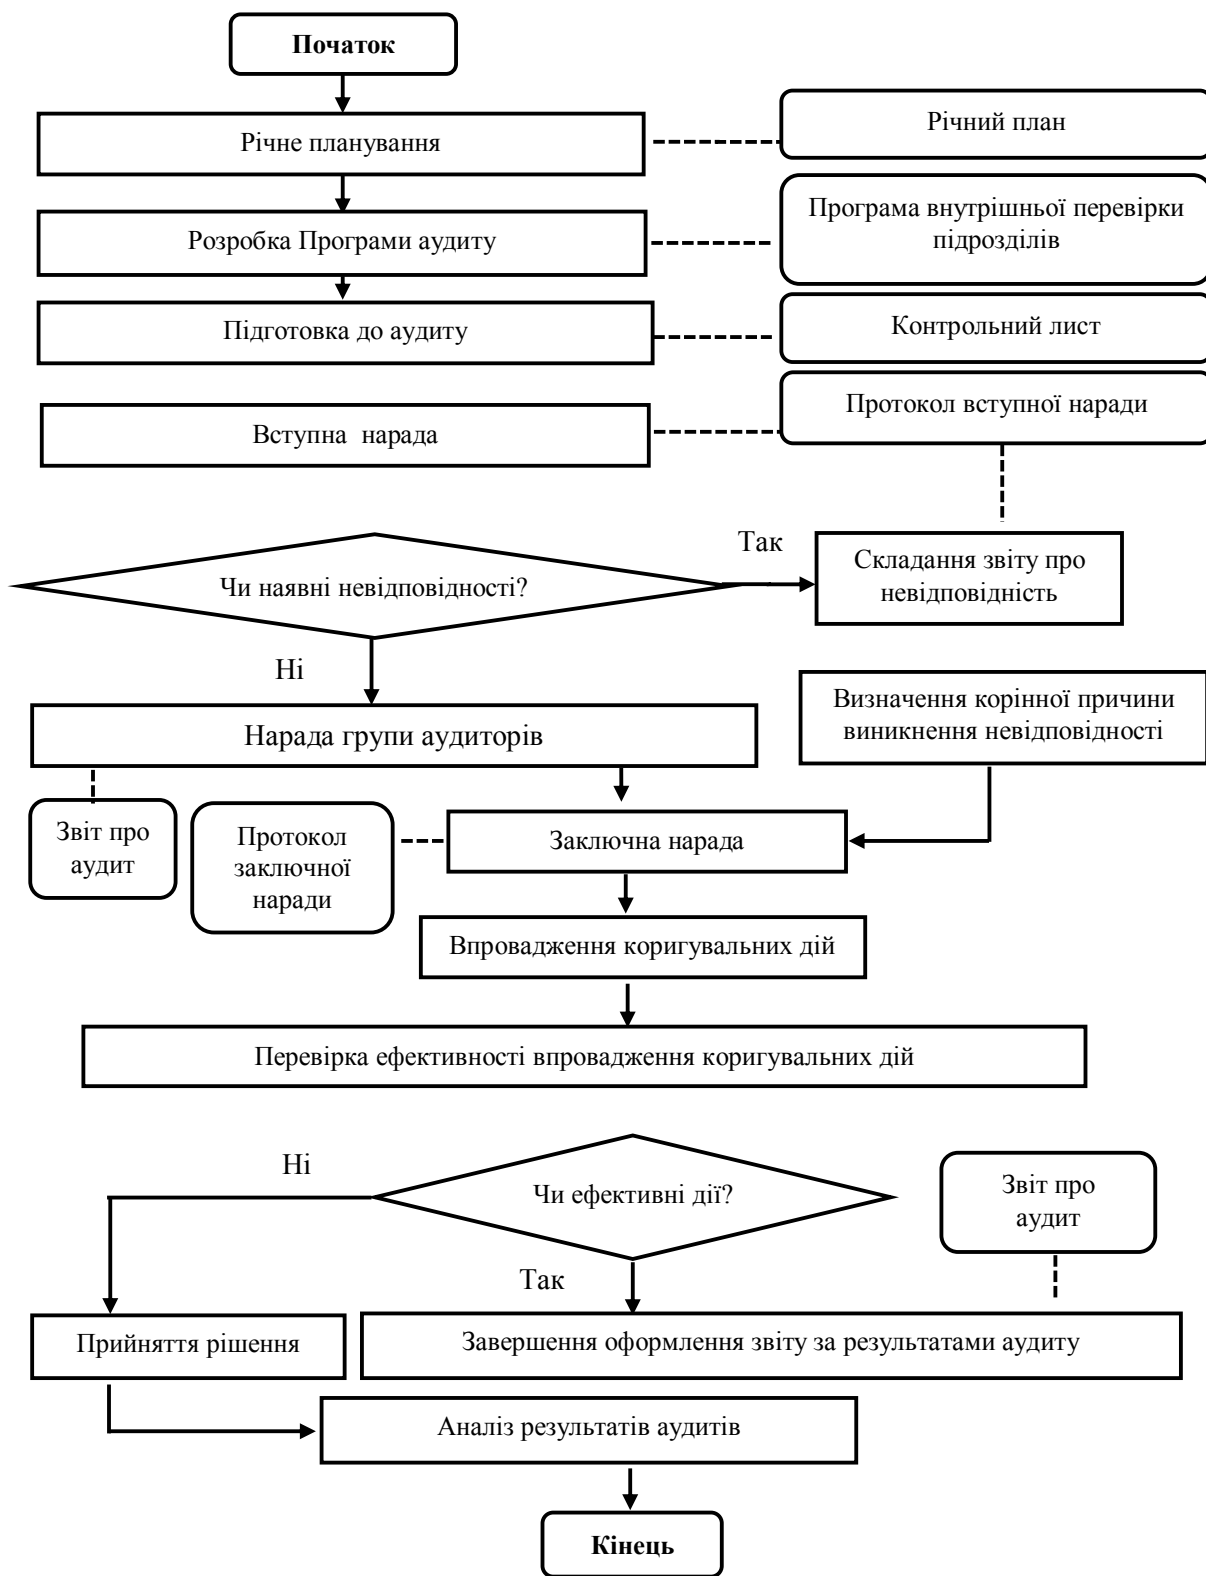 Початок
Річне планування
Річний план
Розробка Програми аудиту
Програма внутрішньої перевірки
підрозділів
Підготовка до аудиту
Контрольний лист
Вступна нарада
Протокол вступної наради
Чи наявні невідповідності?
Так
Складання звіту про
невідповідність
Ні
Нарада групи аудиторів
Визначення корінної причини
виникнення невідповідності
Звіт про
аудит
Протокол
заключної
наради
Заключна нарада
Впровадження коригувальних дій
Перевірка ефективності впровадження коригувальних дій
Ні
Чи ефективні дії?
Звіт про
аудит
Так
Прийняття рішення
Завершення оформлення звіту за результатами аудиту
Аналіз результатів аудитів
Кінець